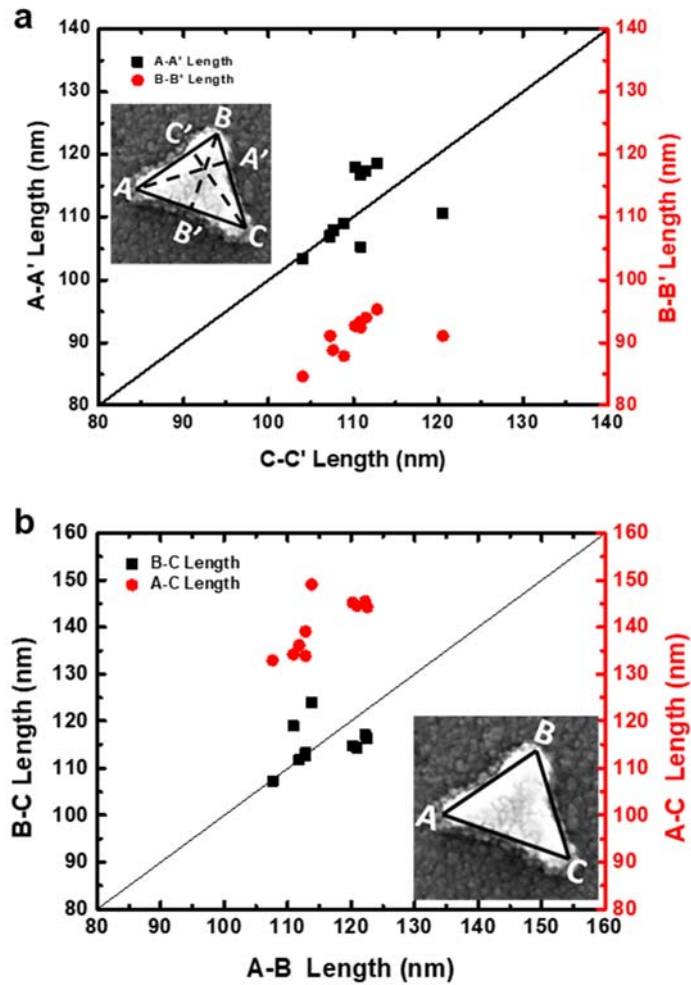 a
A-A' Length
B-B' Length
140
130
120
110
100
90
80
140
130
120
110
100
90
80
A-A' Length (nm)
B-B' Length (nm)
C'
B
A'
A
B'
C
80
90
100
110
120
130
140
C-C' Length (nm)
b
B-C Length
A-C Length
160
150
140
130
120
110
100
90
80
160
150
140
130
120
110
100
90
80
B-C Length (nm)
A-C Length (nm)
B
A
C
80
90
100
110
120
130
140
150
160
A-B Length (nm)